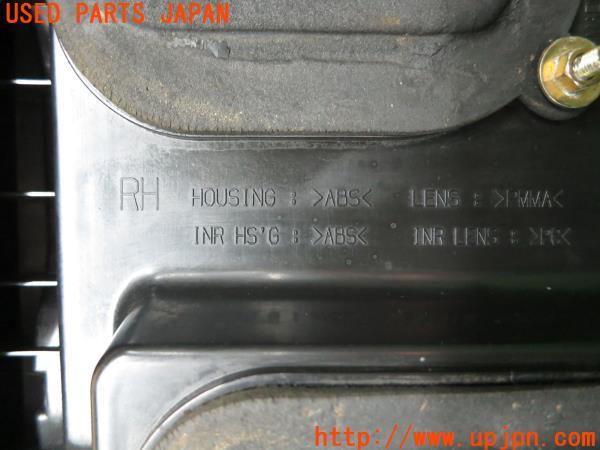 USED PARTS JAPAN
RH HOUSING : >ABS< LENS : >PMMA<
INR HS'G : >ABS< INR LENS : >PC<
http://www.upjpn.com